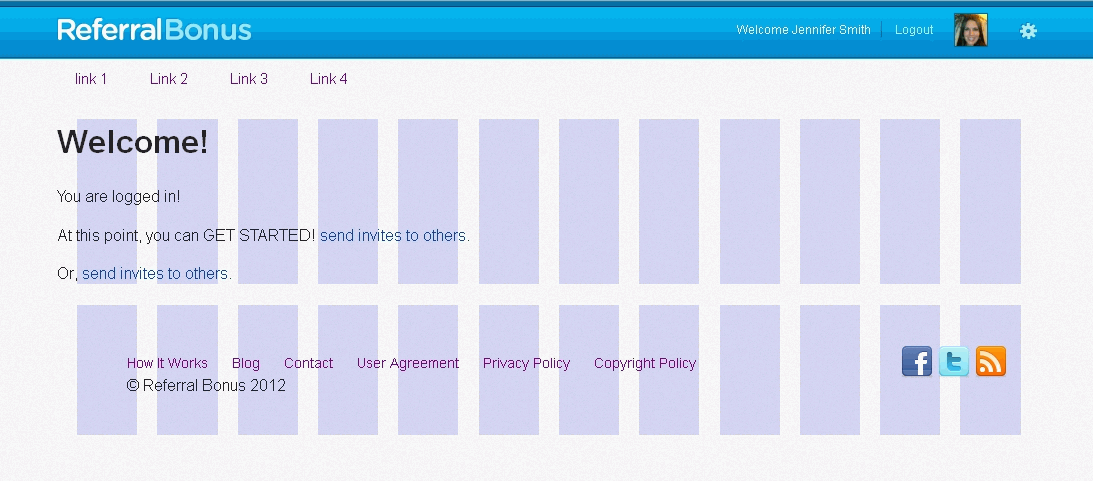 ReferralBonus
Welcome Jennifer Smith Logout
link 1 Link 2 Link 3 Link 4
Welcome!
You are logged in!
At this point, you can GET STARTED! send invites to others.
Or, send invites to others.
How It Works Blog Contact User Agreement Privacy Policy Copyright Policy
© Referral Bonus 2012